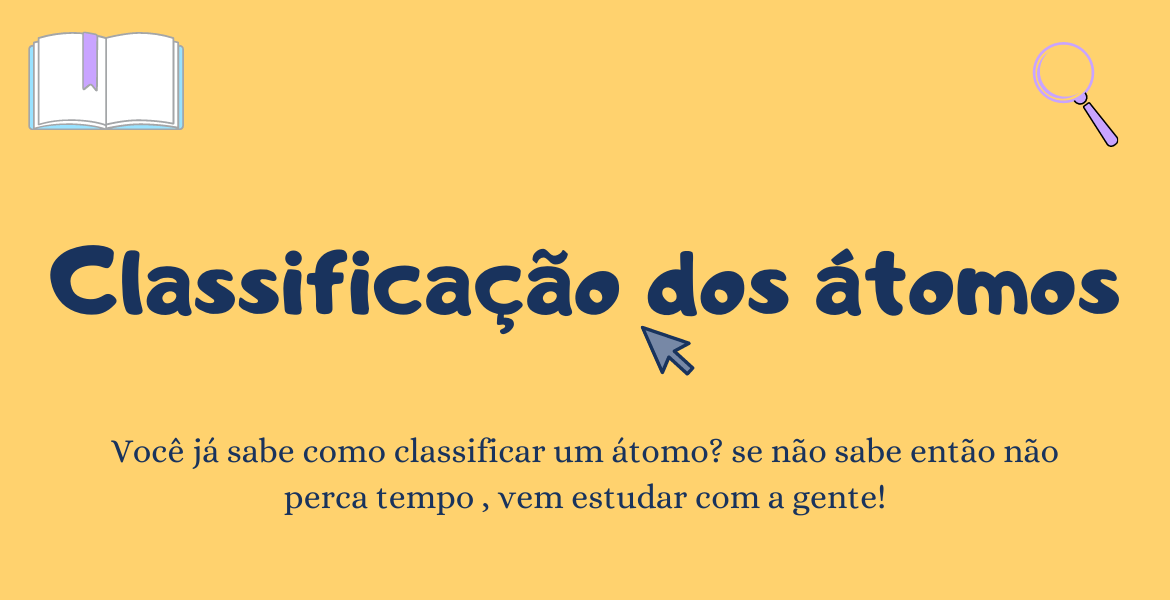 Classificação dos átomos
Você já sabe como classificar um átomo? se não sabe então não
perca tempo , vem estudar com a gente!